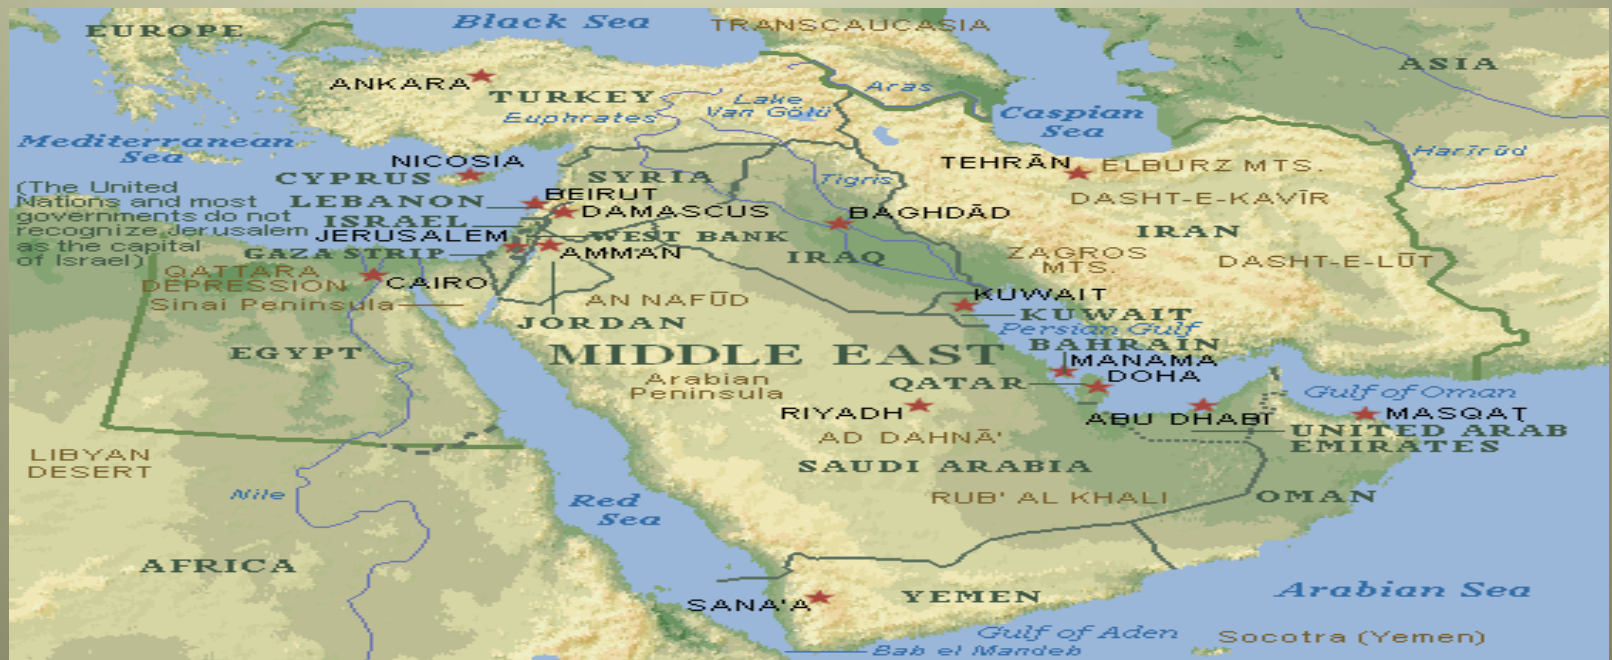 EUROPE
Black Sea
TRANSCAUCASIA
ASIA
ANKARA
TURKEY
Euphrates
Lake
Van Gölü
Aras
Caspian
Sea
Mediterranean
Sea
NICOSIA
CYPRUS
SYRIA
Tigris
TEHRĀN
ELBURZ MTS.
Harīrūd
(The United
Nations and most
governments do not
recognize Jerusalem
as the capital
of Israel)
BEIRUT
LEBANON
DAMASCUS
ISRAEL
JERUSALEM
WEST BANK
GAZA STRIP
AMMAN
BAGHDĀD
IRAQ
DASHT-E-KAVĪR
IRAN
ZAGROS
MTS.
DASHT-E-LŪT
QATTARA
DEPRESSION
CAIRO
Sinai Peninsula
AN NAFŪD
JORDAN
KUWAIT
KUWAIT
Persian Gulf
EGYPT
MIDDLE EAST
BAHRAIN
MANAMA
DOHA
QATAR
Arabian
Peninsula
RIYADH
ABU DHABI
Gulf of Oman
MASQAṬ
UNITED ARAB
EMIRATES
AD DAHNĀ'
SAUDI ARABIA
LIBYAN
DESERT
Nile
Red
Sea
RUB' AL KHALI
OMAN
AFRICA
SANA'A
YEMEN
Arabian Sea
Gulf of Aden
Bab el Mandeb
Socotra (Yemen)